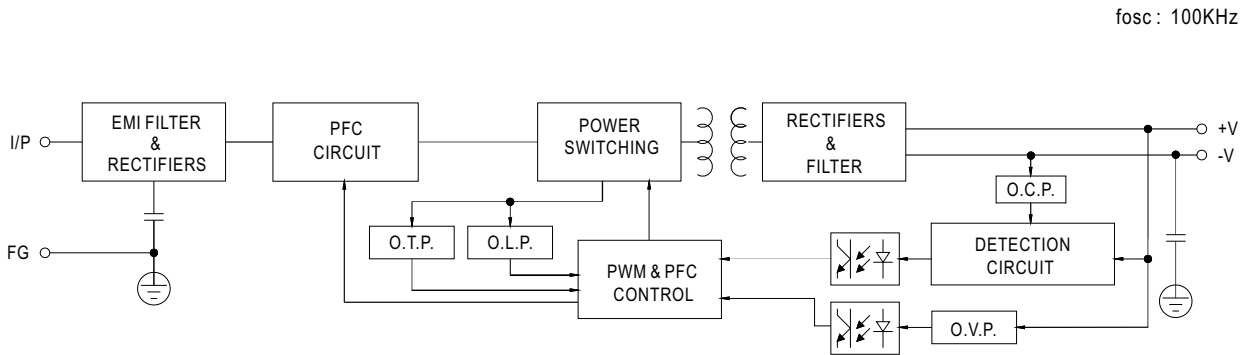 fosc : 100KHz
I/P
EMI FILTER
&
RECTIFIERS
PFC
CIRCUIT
POWER
SWITCHING
RECTIFIERS
&
FILTER
+V
-V
O.C.P.
FG
O.T.P.
O.L.P.
PWM & PFC
CONTROL
DETECTION
CIRCUIT
O.V.P.